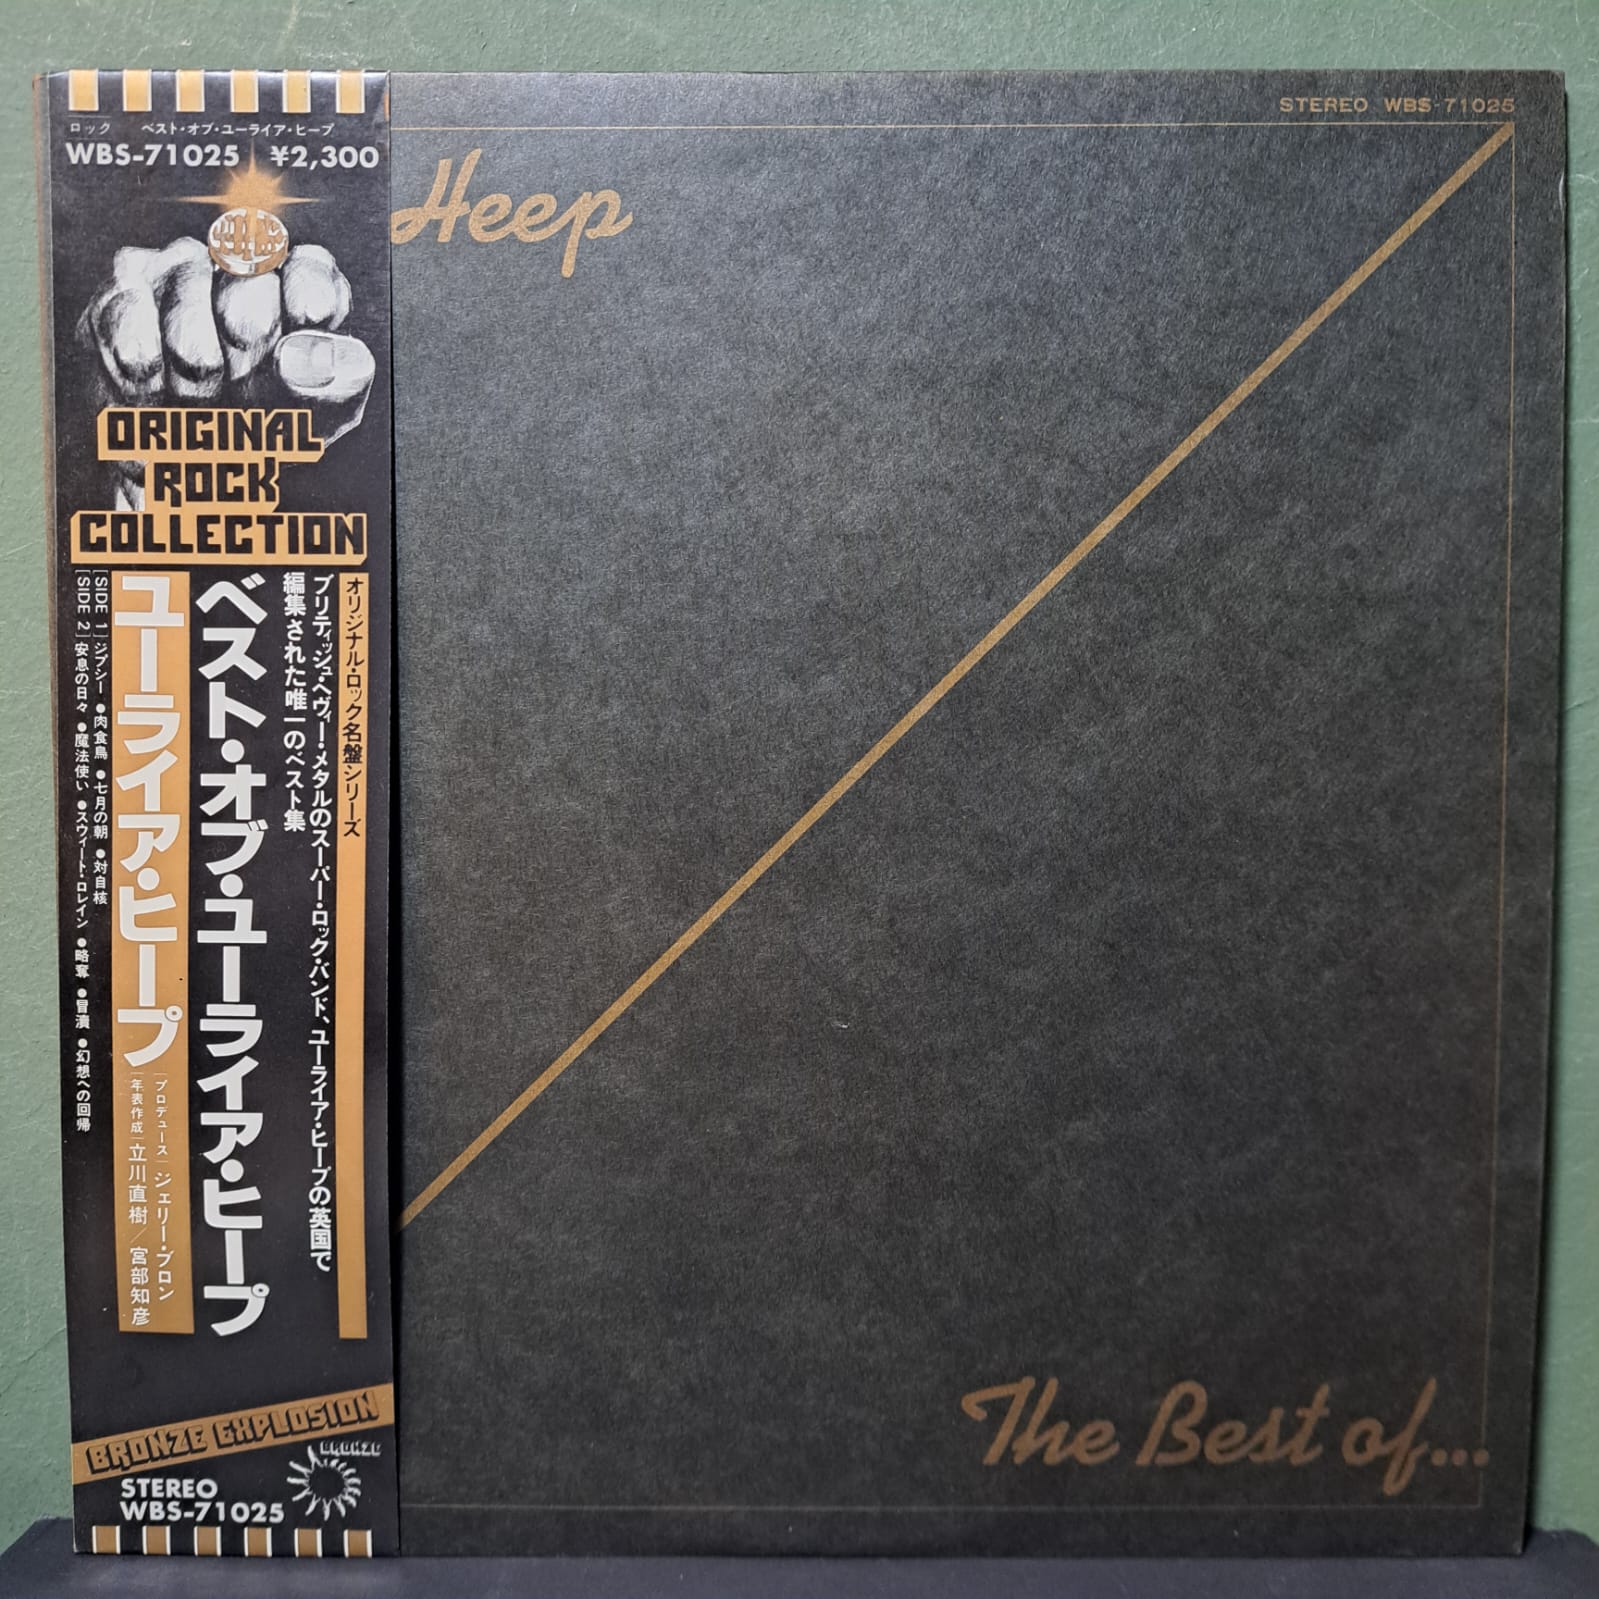 ロック ベスト・オブ・ユーライア・ヒープ
WBS-71025 ¥2,300
ORIGINAL
ROCK
COLLECTION
オリジナル・ロック名盤シリーズ
ブリティッシュ・ヘヴィー・メタルのスーパー・ロック・バンド、ユーライア・ヒープの英国で
編集された唯一のベスト集
ベスト・オブ・ユーライア・ヒープ
ユーライア・ヒープ
[プロデュース] ジェリー・ブロン
[年表作成] 立川直樹／宮部知彦
[SIDE 1] ジプシー ●肉食鳥 ●七月の朝 ●対自核
[SIDE 2] 安息の日々 ●魔法使い ●スウィート・ロレイン ●略奪 ●冒瀆 ●幻想への回帰
BRONZE EXPLOSION
BRONZE
STEREO
WBS-71025
STEREO WBS-71025
Heep
The Best of...